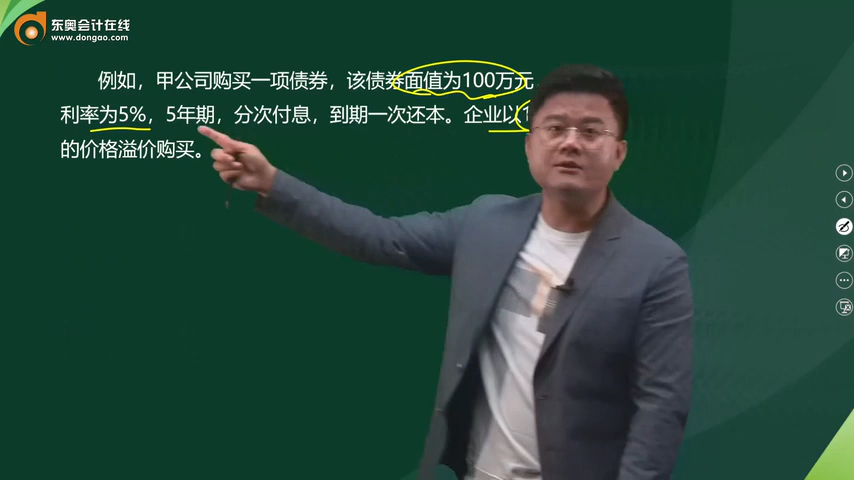 东奥会计在线
www.dongao.com
例如，甲公司购买一项债券，该债券面值为100万元
利率为5%，5年期，分次付息，到期一次还本。企业以1
的价格溢价购买。